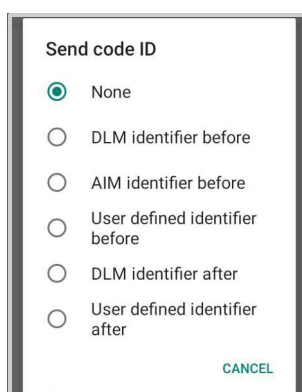 Send code ID
None
DLM identifier before
AIM identifier before
User defined identifier
before
DLM identifier after
User defined identifier
after
CANCEL